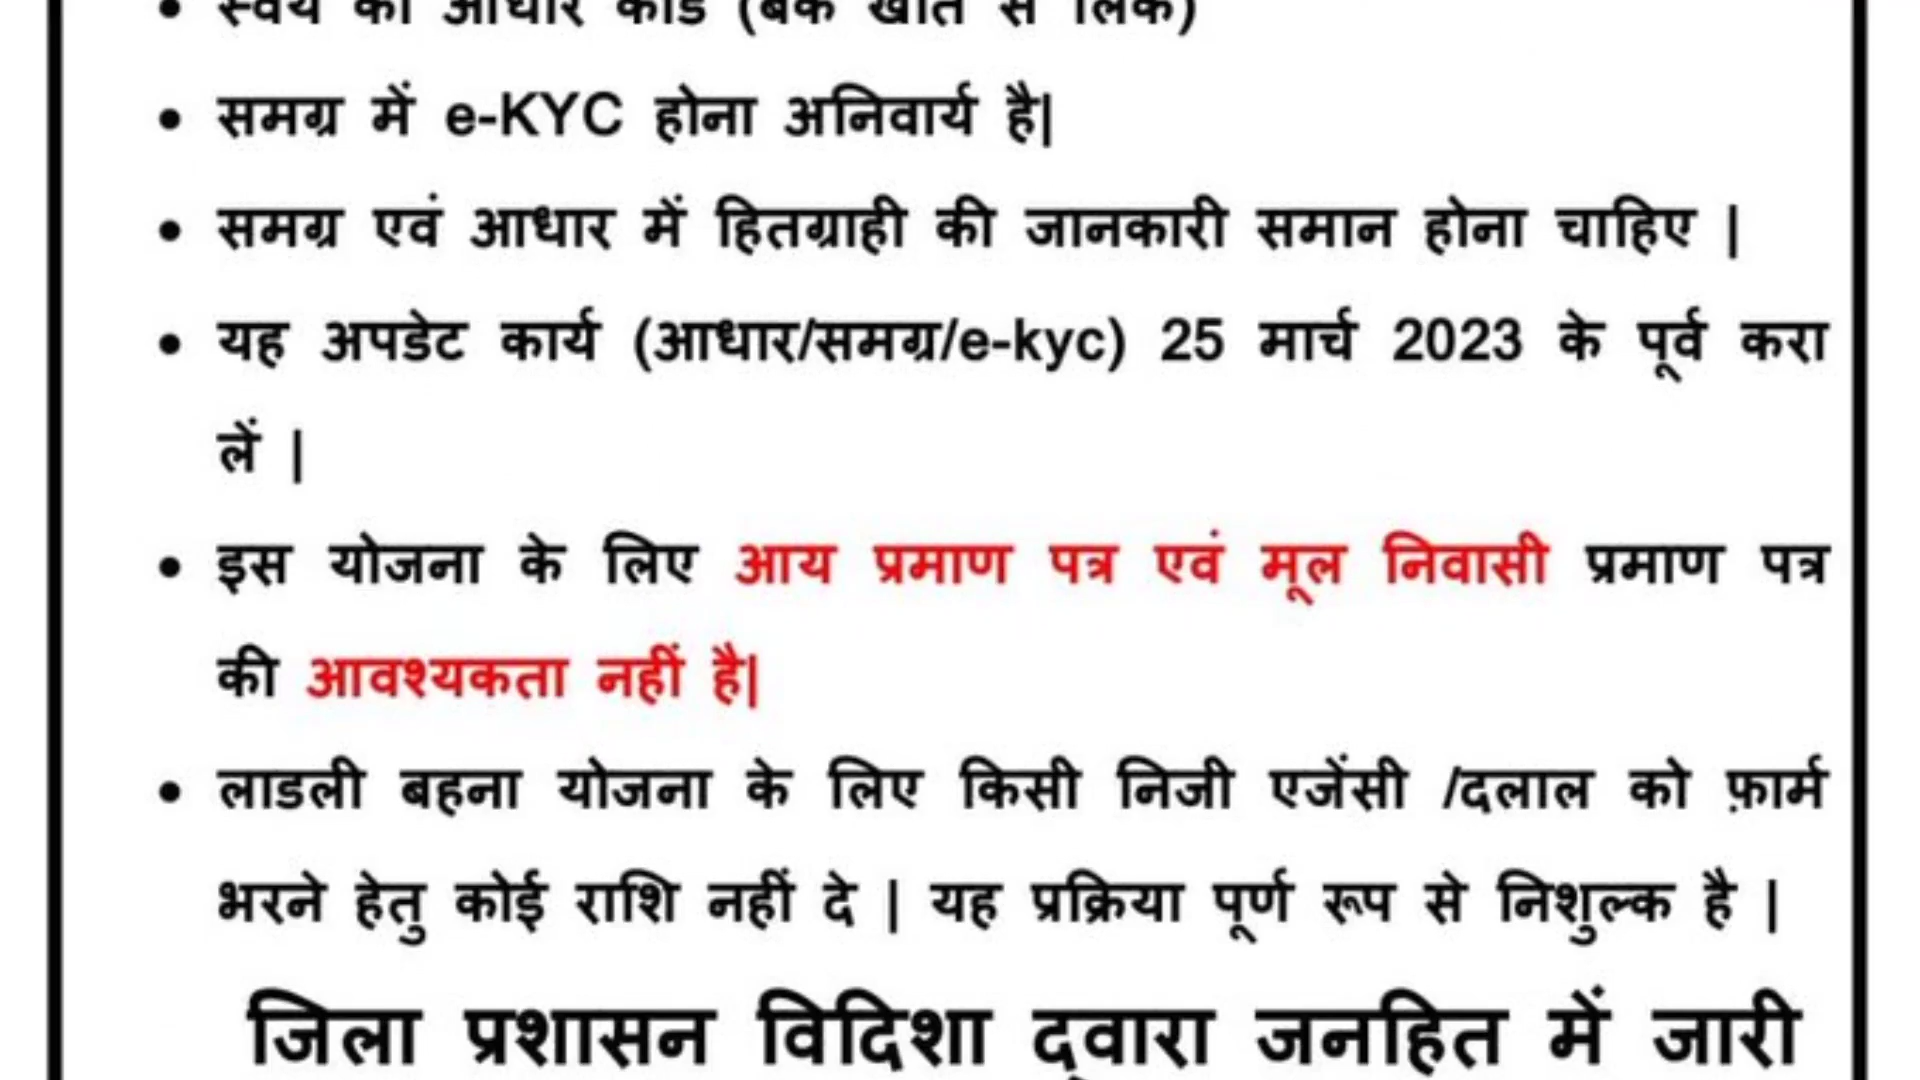 • स्वयं का आधार कार्ड (बैंक खाते से लिंक)
• समग्र में e-KYC होना अनिवार्य है|
• समग्र एवं आधार में हितग्राही की जानकारी समान होना चाहिए |
• यह अपडेट कार्य (आधार/समग्र/e-kyc) 25 मार्च 2023 के पूर्व करा
लें |
• इस योजना के लिए आय प्रमाण पत्र एवं मूल निवासी प्रमाण पत्र
की आवश्यकता नहीं है|
• लाडली बहना योजना के लिए किसी निजी एजेंसी /दलाल को फ़ार्म
भरने हेतु कोई राशि नहीं दे | यह प्रक्रिया पूर्ण रूप से निशुल्क है |
जिला प्रशासन विदिशा द्वारा जनहित में जारी